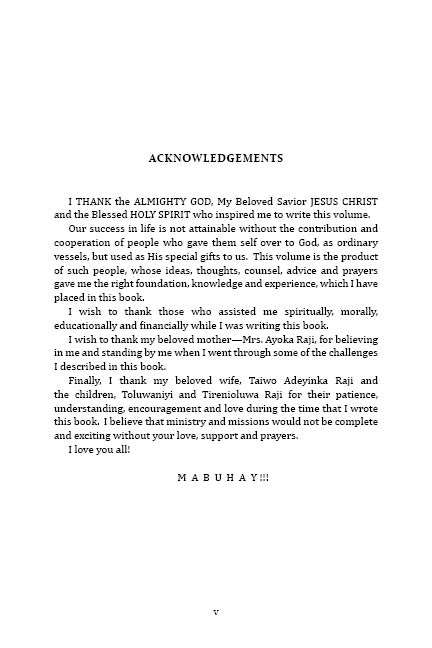 ACKNOWLEDGEMENTS
I THANK the ALMIGHTY GOD, My Beloved Savior JESUS CHRIST
and the Blessed HOLY SPIRIT who inspired me to write this volume.
Our success in life is not attainable without the contribution and
cooperation of people who gave them self over to God, as ordinary
vessels, but used as His special gifts to us. This volume is the product
of such people, whose ideas, thoughts, counsel, advice and prayers
gave me the right foundation, knowledge and experience, which I have
placed in this book.
I wish to thank those who assisted me spiritually, morally,
educationally and financially while I was writing this book.
I wish to thank my beloved mother—Mrs. Ayoka Raji, for believing
in me and standing by me when I went through some of the challenges
I described in this book.
Finally, I thank my beloved wife, Taiwo Adeyinka Raji and
the children, Toluwaniyi and Tirenioluwa Raji for their patience,
understanding, encouragement and love during the time that I wrote
this book. I believe that ministry and missions would not be complete
and exciting without your love, support and prayers.
I love you all!
M A B U H A Y !!!
v